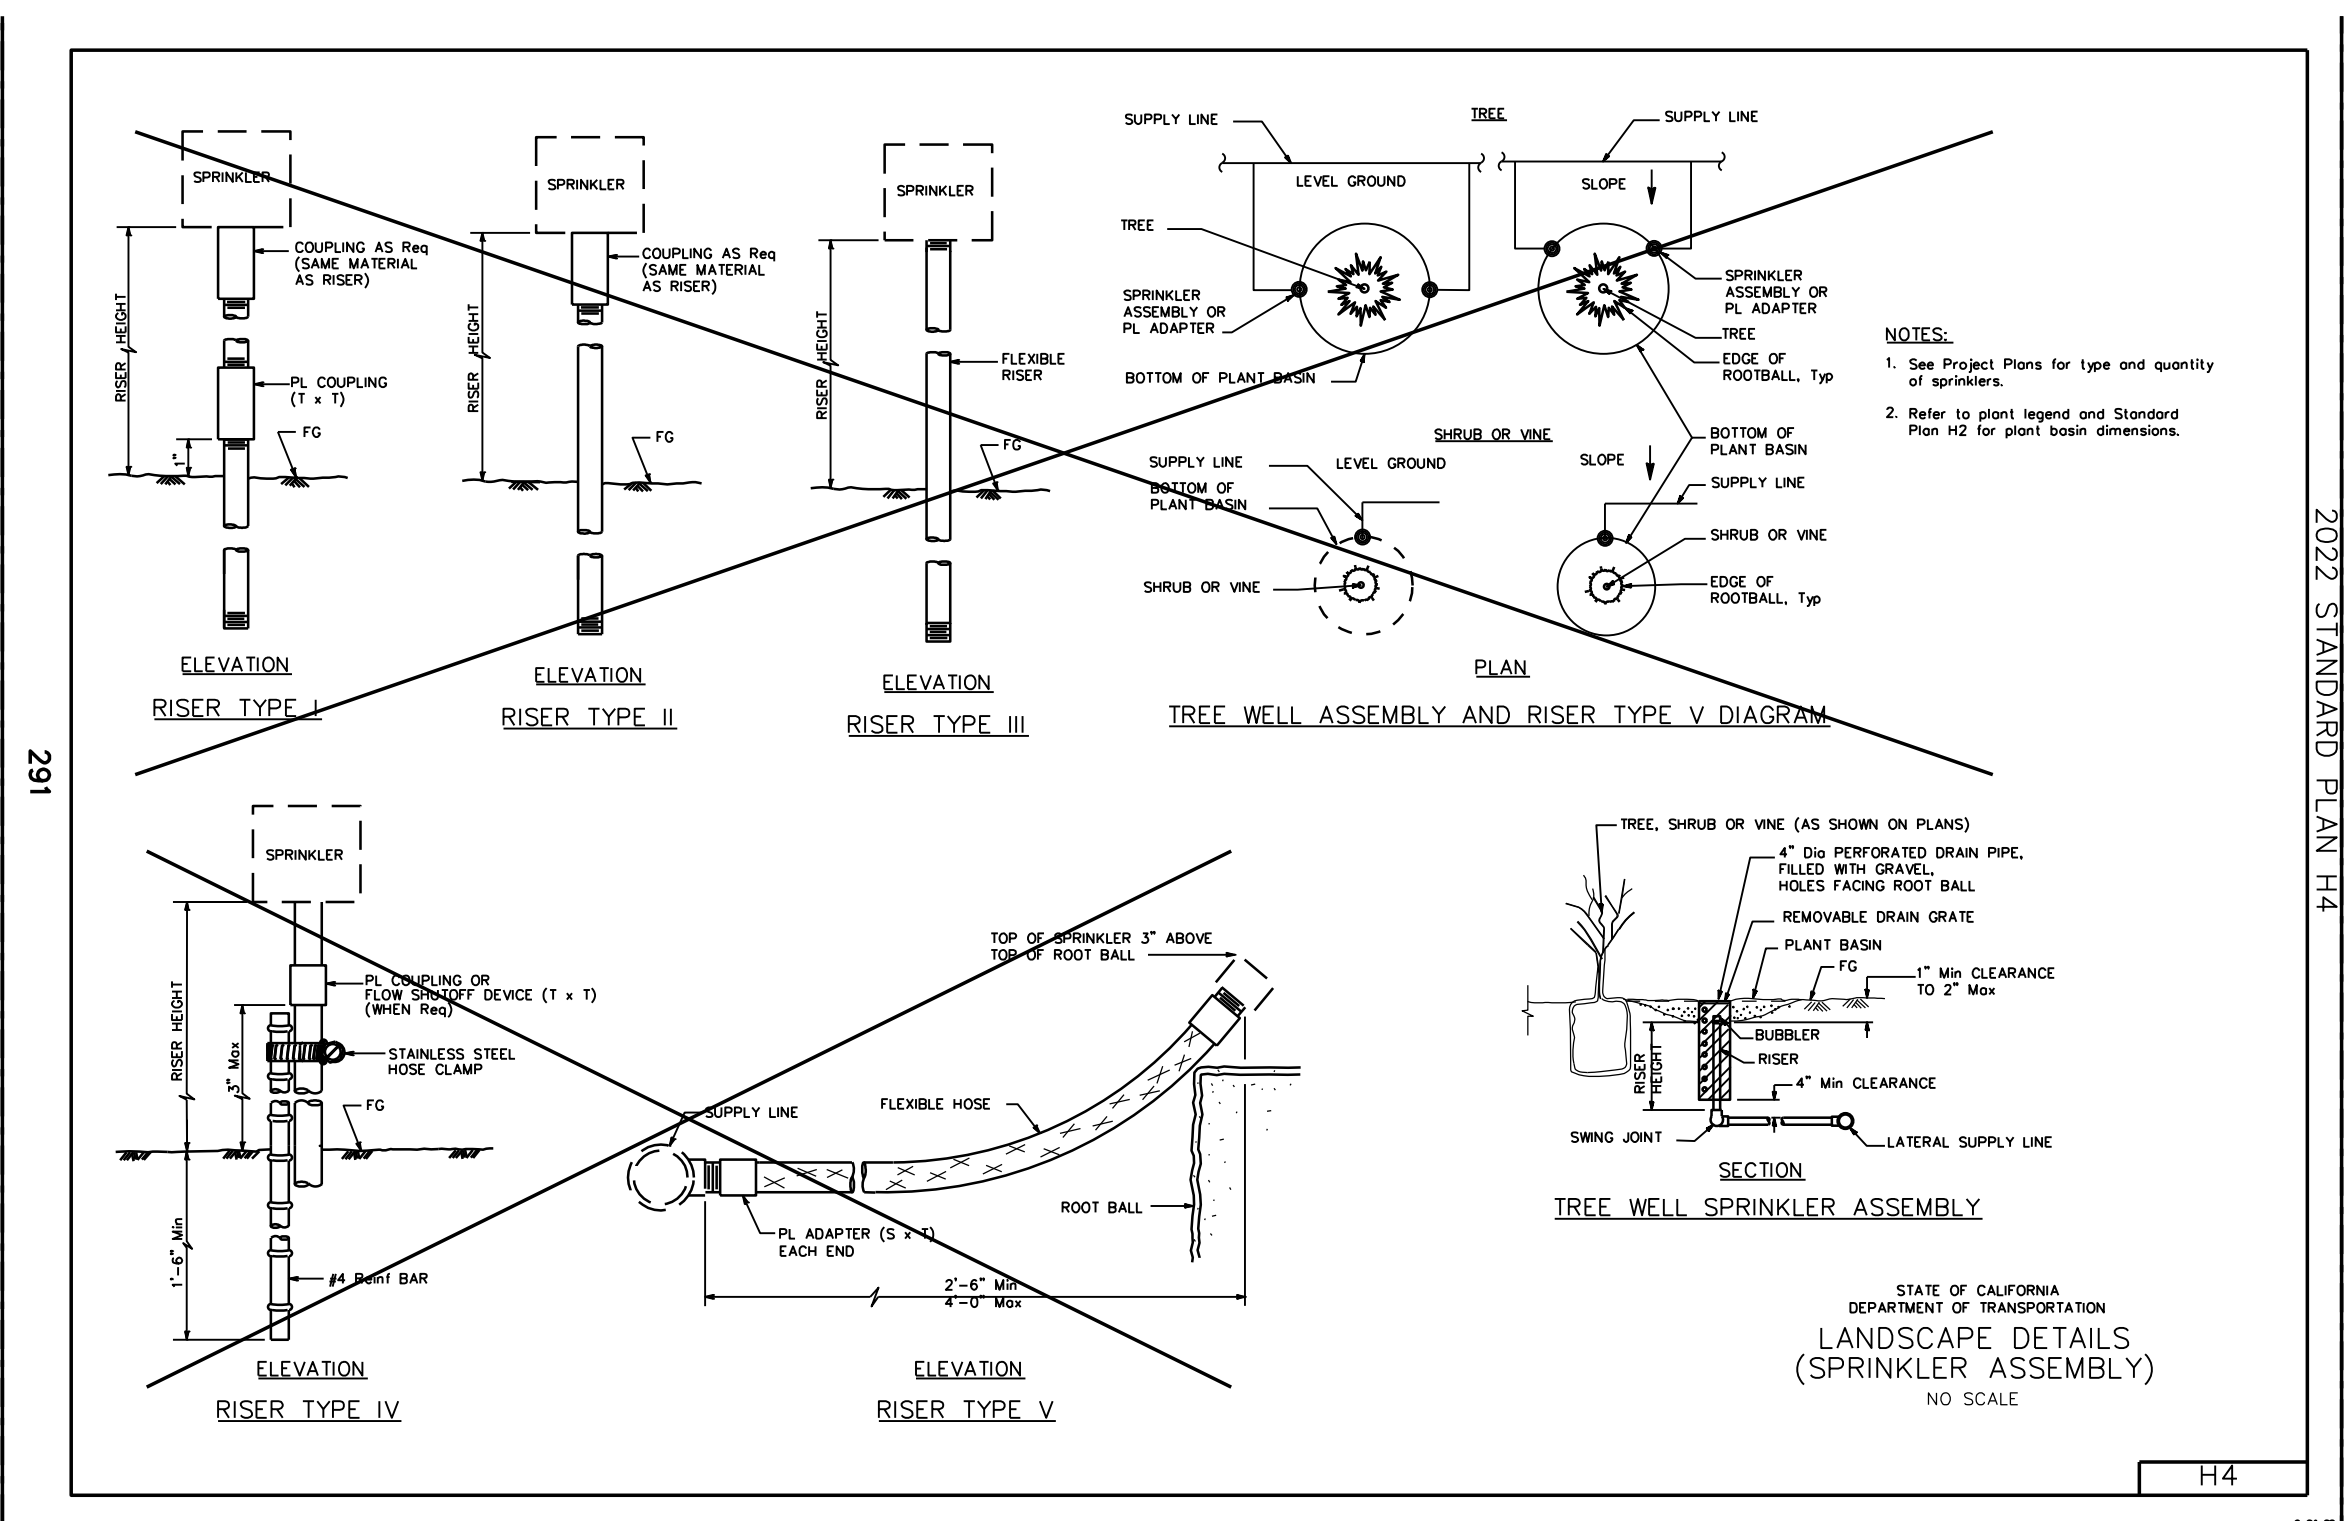 SPRINKLER
COUPLING AS Req
(SAME MATERIAL
AS RISER)
RISER HEIGHT
PL COUPLING
(T x T)
1"
FG
ELEVATION
RISER TYPE I
SPRINKLER
COUPLING AS Req
(SAME MATERIAL
AS RISER)
RISER HEIGHT
FG
ELEVATION
RISER TYPE II
SPRINKLER
RISER HEIGHT
FLEXIBLE
RISER
FG
ELEVATION
RISER TYPE III
TREE
SUPPLY LINE
LEVEL GROUND
TREE
SPRINKLER
ASSEMBLY OR
PL ADAPTER
BOTTOM OF PLANT BASIN
SUPPLY LINE
SLOPE
SPRINKLER
ASSEMBLY OR
PL ADAPTER
TREE
EDGE OF
ROOTBALL, Typ
SHRUB OR VINE
SUPPLY LINE
LEVEL GROUND
BOTTOM OF
PLANT BASIN
SHRUB OR VINE
SLOPE
BOTTOM OF
PLANT BASIN
SUPPLY LINE
SHRUB OR VINE
EDGE OF
ROOTBALL, Typ
PLAN
TREE WELL ASSEMBLY AND RISER TYPE V DIAGRAM
NOTES:
1. See Project Plans for type and quantity
of sprinklers.
2. Refer to plant legend and Standard
Plan H2 for plant basin dimensions.
2022 STANDARD PLAN H4
291
SPRINKLER
RISER HEIGHT
PL COUPLING OR
FLOW SHUTOFF DEVICE (T x T)
(WHEN Req)
3" Max
STAINLESS STEEL
HOSE CLAMP
FG
1'-6" Min
#4 Reinf BAR
ELEVATION
RISER TYPE IV
TOP OF SPRINKLER 3" ABOVE
TOP OF ROOT BALL
SUPPLY LINE
FLEXIBLE HOSE
ROOT BALL
PL ADAPTER (S x T)
EACH END
2'-6" Min
4'-0" Max
ELEVATION
RISER TYPE V
TREE, SHRUB OR VINE (AS SHOWN ON PLANS)
4" Dia PERFORATED DRAIN PIPE,
FILLED WITH GRAVEL,
HOLES FACING ROOT BALL
REMOVABLE DRAIN GRATE
PLANT BASIN
FG
1" Min CLEARANCE
TO 2" Max
BUBBLER
RISER
RISER
HEIGHT
4" Min CLEARANCE
SWING JOINT
LATERAL SUPPLY LINE
SECTION
TREE WELL SPRINKLER ASSEMBLY
STATE OF CALIFORNIA
DEPARTMENT OF TRANSPORTATION
LANDSCAPE DETAILS
(SPRINKLER ASSEMBLY)
NO SCALE
H4